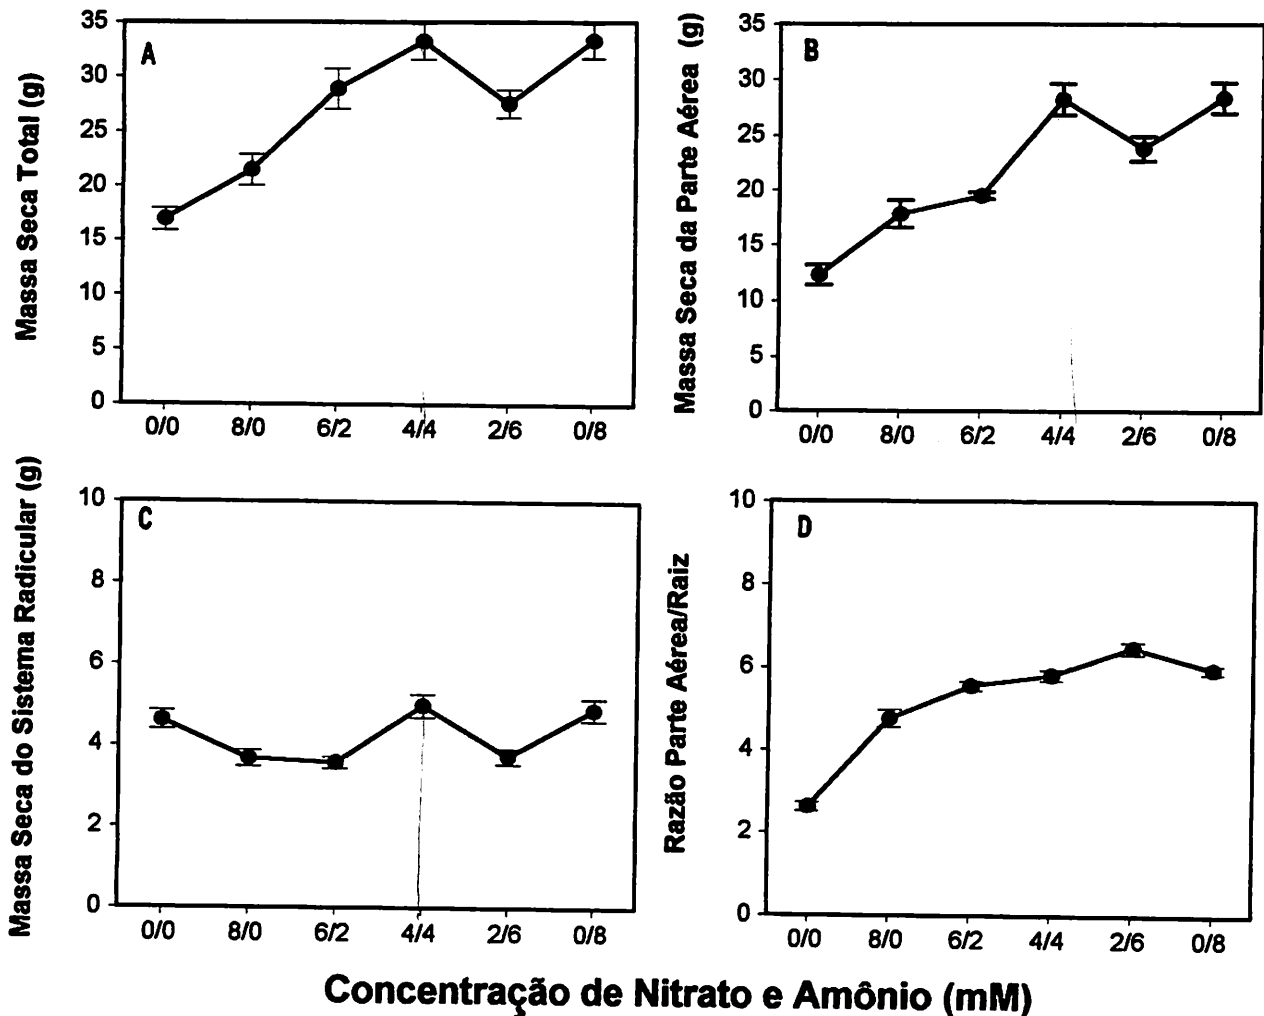 A
Massa Seca Total (g)
35
30
25
20
15
10
5
0
0/0 8/0 6/2 4/4 2/6 0/8
B
Massa Seca da Parte Aérea (g)
35
30
25
20
15
10
5
0
0/0 8/0 6/2 4/4 2/6 0/8
C
Massa Seca do Sistema Radicular (g)
10
8
6
4
2
0
0/0 8/0 6/2 4/4 2/6 0/8
D
Razão Parte Aérea/Raiz
10
8
6
4
2
0
0/0 8/0 6/2 4/4 2/6 0/8
Concentração de Nitrato e Amônio (mM)